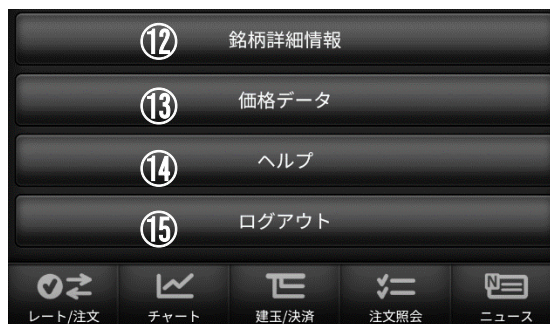 ⑫ 銘柄詳細情報
⑬ 価格データ
⑭ ヘルプ
⑮ ログアウト
N
レート/注文 チャート 建玉/決済 注文照会 ニュース